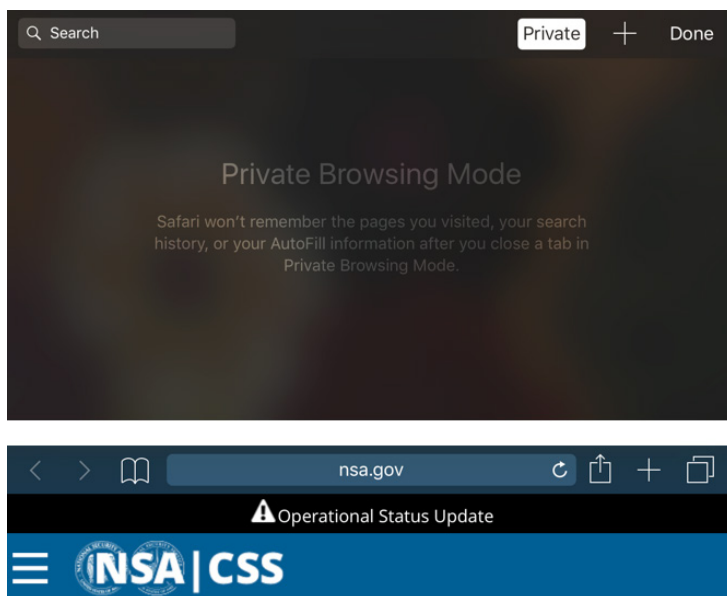 Search
Private
Done
Private Browsing Mode
Safari won't remember the pages you visited, your search
history, or your AutoFill information after you close a tab in
Private Browsing Mode.
nsa.gov
Operational Status Update
NSA|CSS